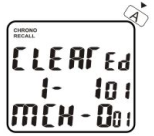 A
CHRONO
RECALL
CLEAREd
1- 101
MCH-001